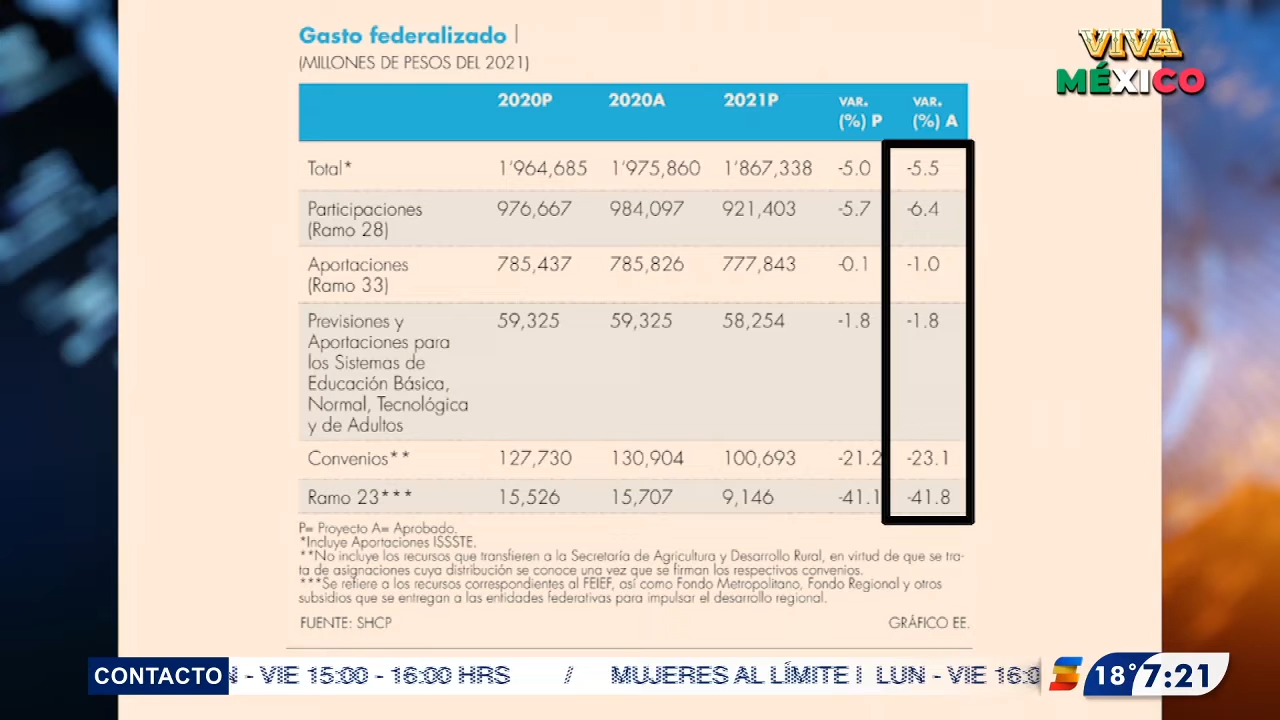 Gasto federalizado
(MILLONES DE PESOS DEL 2021)
VIVA
MÉXICO
2020P 2020A 2021P VAR. (%) P VAR. (%) A
Total* 1’964,685 1’975,860 1’867,338 -5.0 -5.5
Participaciones 976,667 984,097 921,403 -5.7 -6.4
(Ramo 28)
Aportaciones 785,437 785,826 777,843 -0.1 -1.0
(Ramo 33)
Previsiones y 59,325 59,325 58,254 -1.8 -1.8
Aportaciones para
los Sistemas de
Educación Básica,
Normal, Tecnológica
y de Adultos
Convenios** 127,730 130,904 100,693 -21.2 -23.1
Ramo 23*** 15,526 15,707 9,146 -41.1 -41.8
P= Proyecto A= Aprobado.
*Incluye Aportaciones ISSSTE.
**No incluye los recursos que transfieren a la Secretaría de Agricultura y Desarrollo Rural, en virtud de que se tra-
ta de asignaciones cuya distribución se conoce una vez que se firman los respectivos convenios.
***Se refiere a los recursos correspondientes al FEIEF, así como Fondo Metropolitano, Fondo Regional y otros
subsidios que se entregan a las entidades federativas para impulsar el desarrollo regional.
FUENTE: SHCP GRÁFICO EE.
CONTACTO N - VIE 15:00 - 16:00 HRS / MUJERES AL LÍMITE | LUN - VIE 16:0 18° 7:21